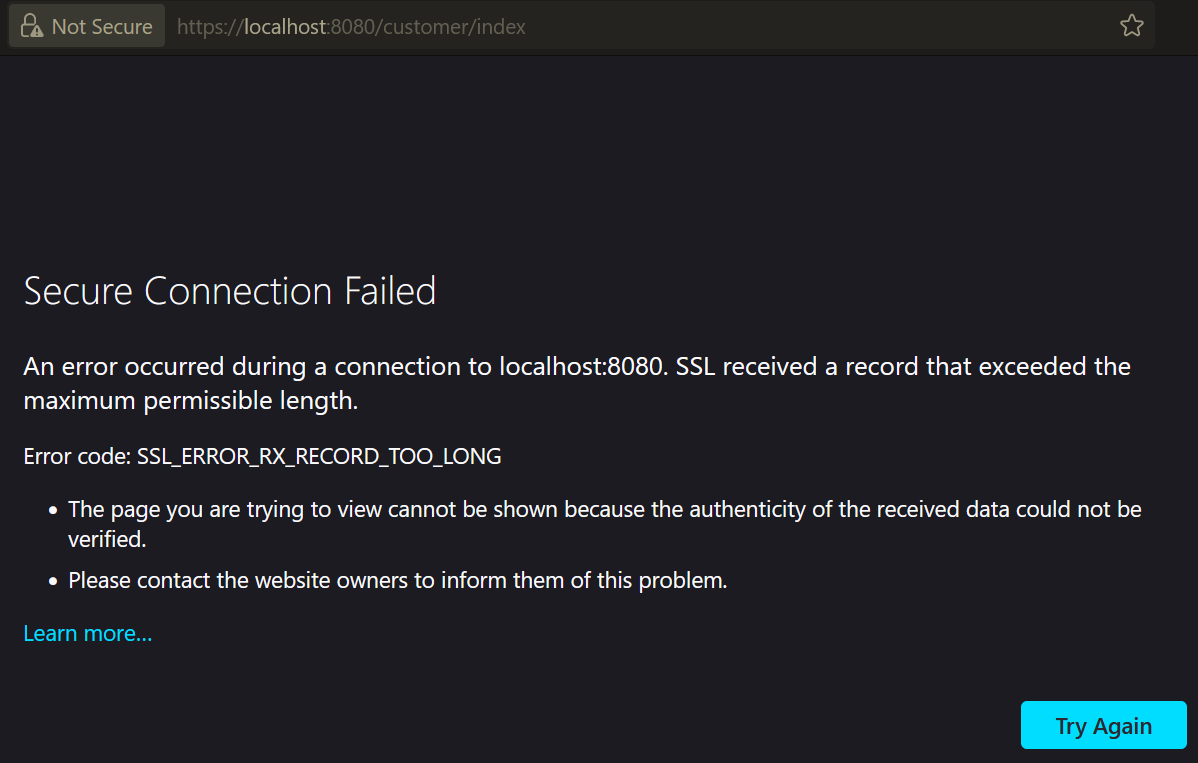 Not Secure https://localhost:8080/customer/index
Secure Connection Failed
An error occurred during a connection to localhost:8080. SSL received a record that exceeded the
maximum permissible length.
Error code: SSL_ERROR_RX_RECORD_TOO_LONG
• The page you are trying to view cannot be shown because the authenticity of the received data could not be
verified.
• Please contact the website owners to inform them of this problem.
Learn more...
Try Again